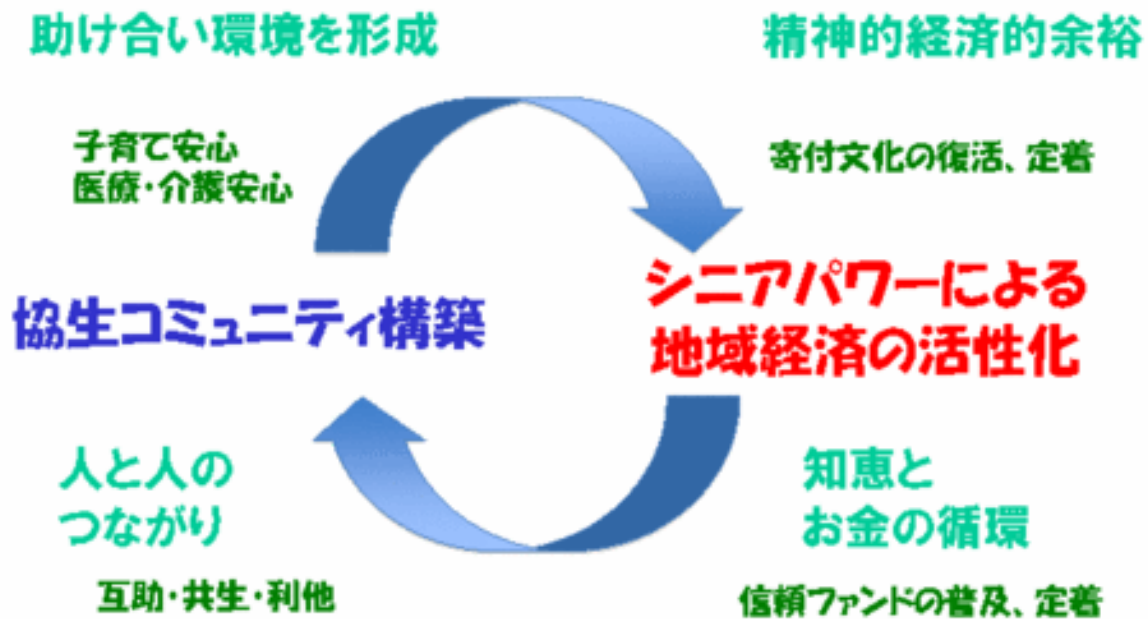 助け合い環境を形成
精神的経済的余裕
子育て安心
医療・介護安心
寄付文化の復活、定着
協生コミュニティ構築
シニアパワーによる
地域経済の活性化
人と人の
つながり
知恵と
お金の循環
互助・共生・利他
信頼ファンドの普及、定着